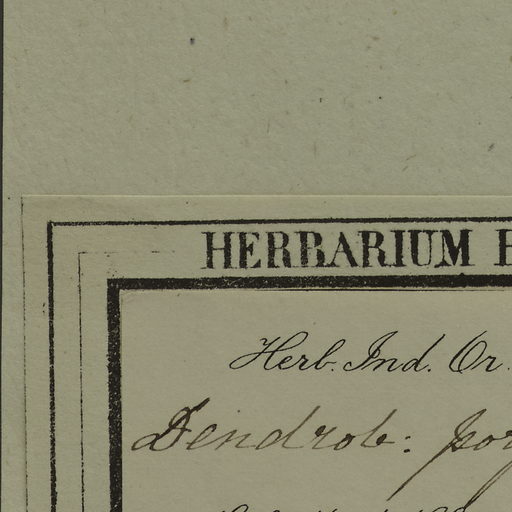 HERBARIUM
Herb. Ind. Or.
Dendrob: